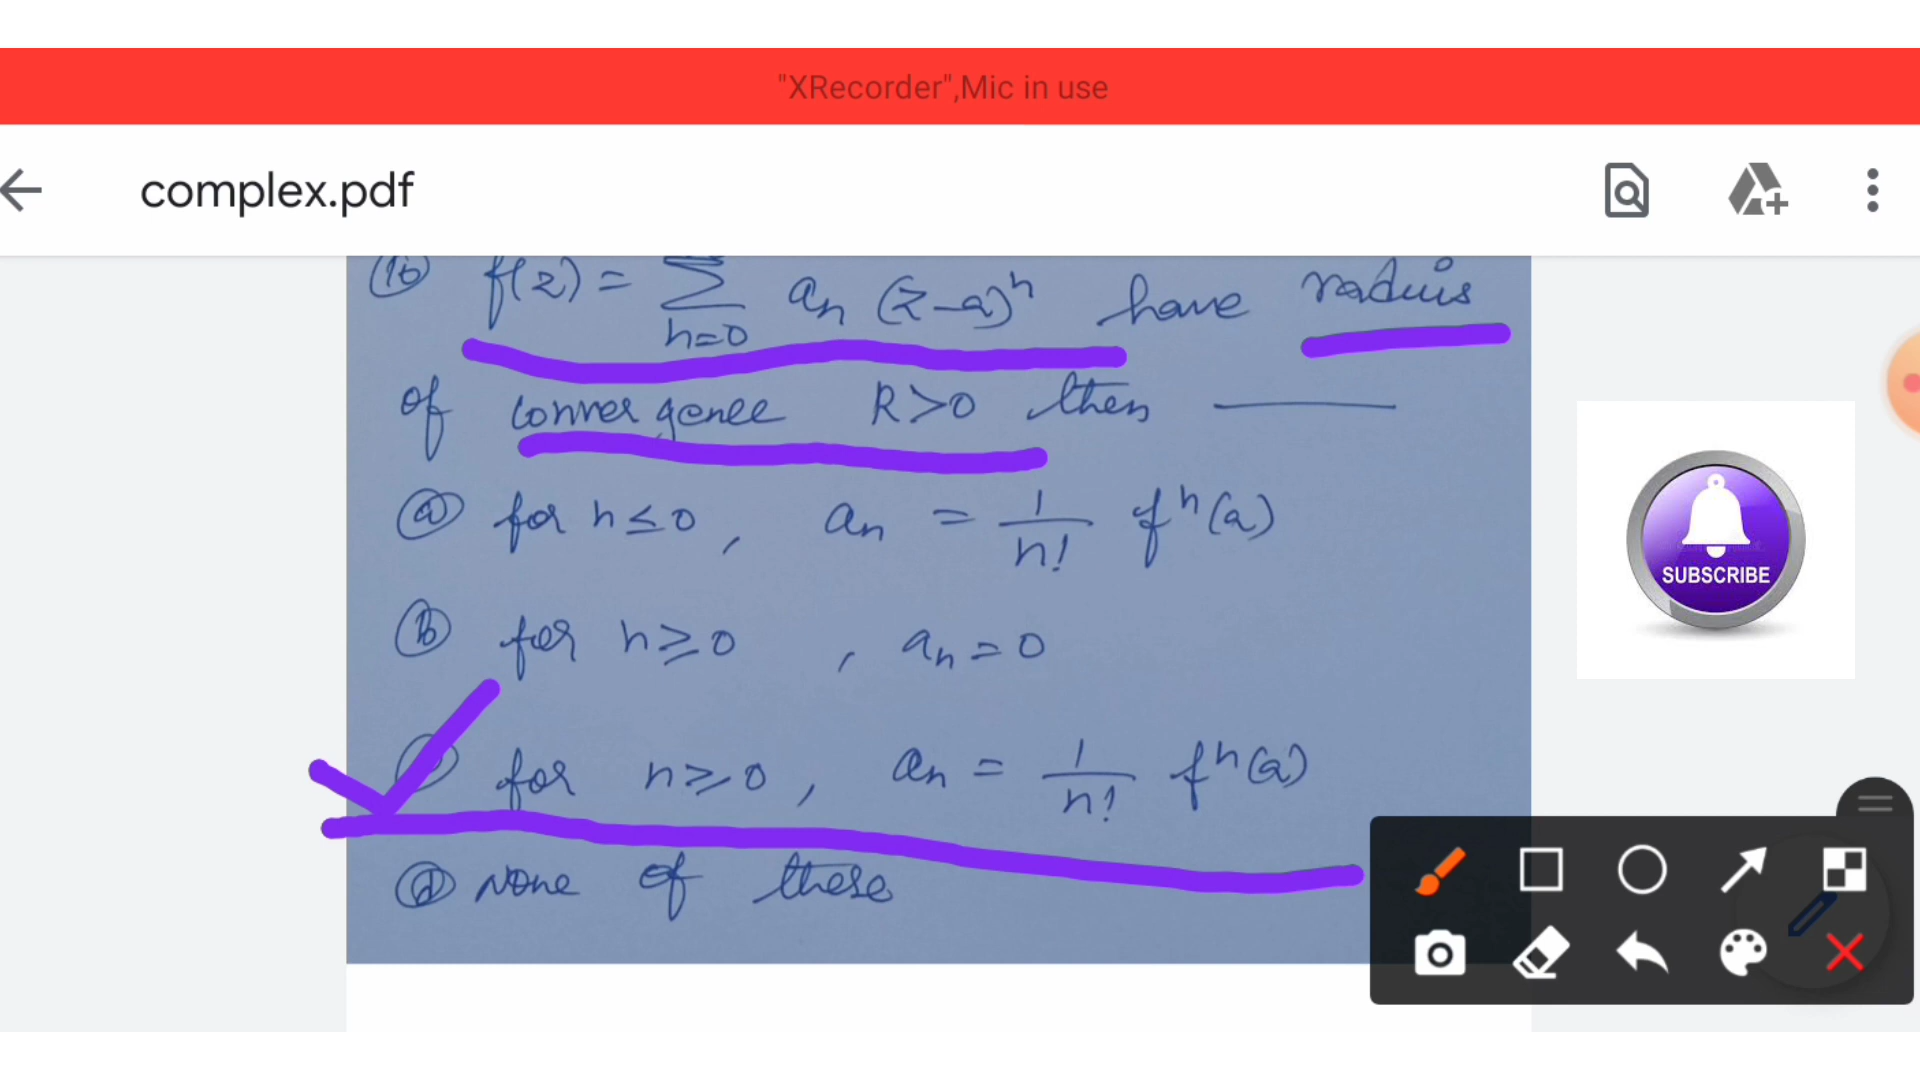 "XRecorder",Mic in use
complex.pdf
⑯ f(z) = ∑ n=0 aₙ (z-a)ⁿ have radius
of convergence R>0 then ———
ⓐ for n≤0, aₙ = 1/n! fⁿ(a)
ⓑ for n≥0, aₙ=0
for n≥0, aₙ = 1/n! fⁿ(a)
ⓓ None of these
SUBSCRIBE